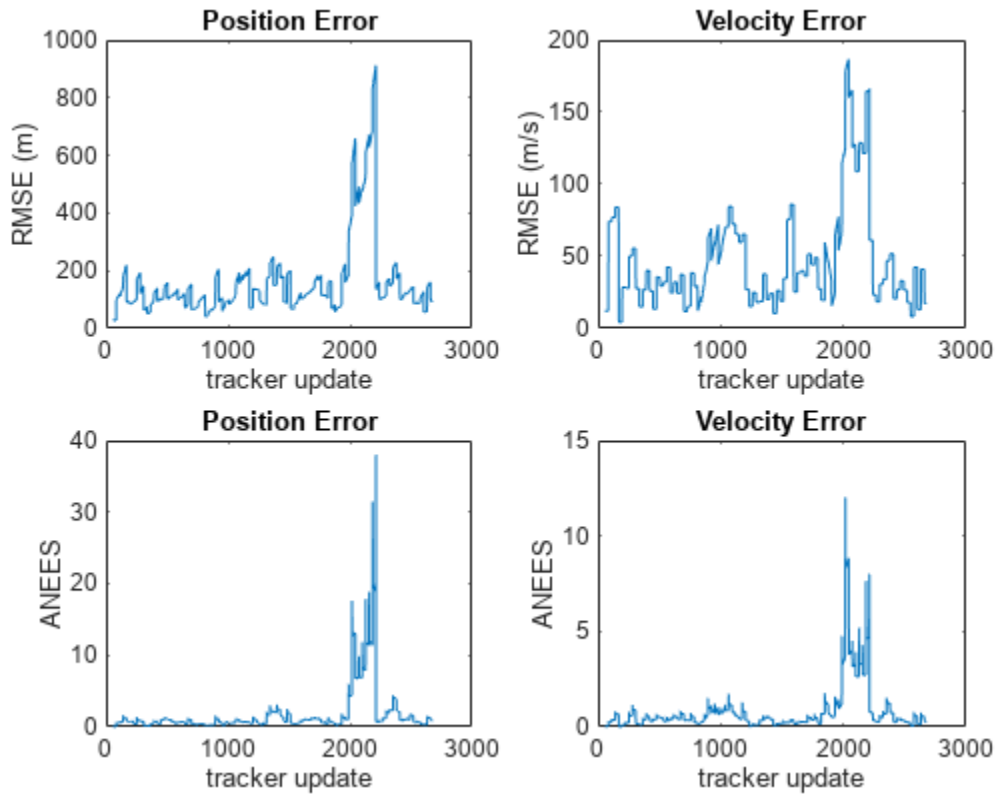 Position Error
1000
800
600
400
200
0
RMSE (m)
0 1000 2000 3000
tracker update
Velocity Error
200
150
100
50
0
RMSE (m/s)
0 1000 2000 3000
tracker update
Position Error
40
30
20
10
0
ANEES
0 1000 2000 3000
tracker update
Velocity Error
15
10
5
0
ANEES
0 1000 2000 3000
tracker update